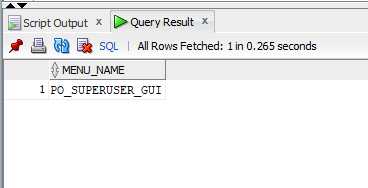 Script Output x Query Result x
SQL | All Rows Fetched: 1 in 0.265 seconds
MENU_NAME
1 PO_SUPERUSER_GUI